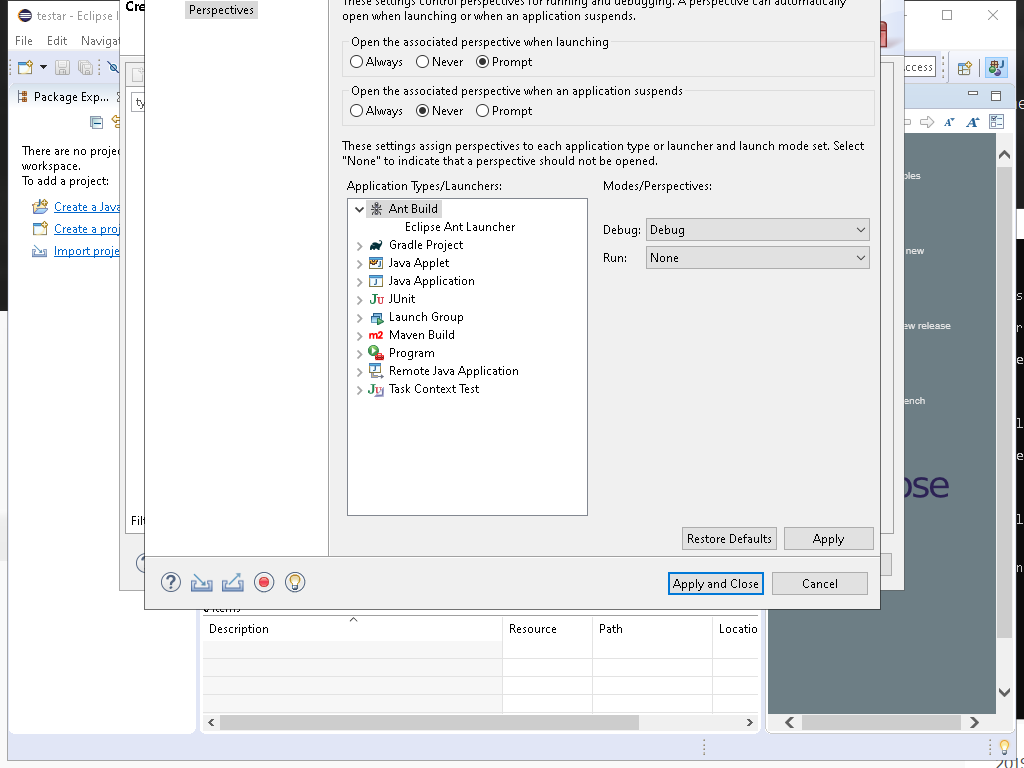 testar - Eclipse
Cre
Perspectives
These settings control perspectives for running and debugging. A perspective can automatically
open when launching or when an application suspends.
File Edit Navigat
Open the associated perspective when launching
Always Never Prompt
ccess
Package Exp...
Open the associated perspective when an application suspends
Always Never Prompt
ty
There are no proje
workspace.
To add a project:
Create a Java
Create a proj
Import proje
These settings assign perspectives to each application type or launcher and launch mode set. Select
"None" to indicate that a perspective should not be opened.
Application Types/Launchers:
Ant Build
Eclipse Ant Launcher
Gradle Project
Java Applet
Java Application
JUnit
Launch Group
Maven Build
Program
Remote Java Application
Task Context Test
Modes/Perspectives:
Debug: Debug
Run: None
ples
new
ew release
ench
ose
Filt
Restore Defaults Apply
Apply and Close Cancel
items
Description Resource Path Locatio
2019